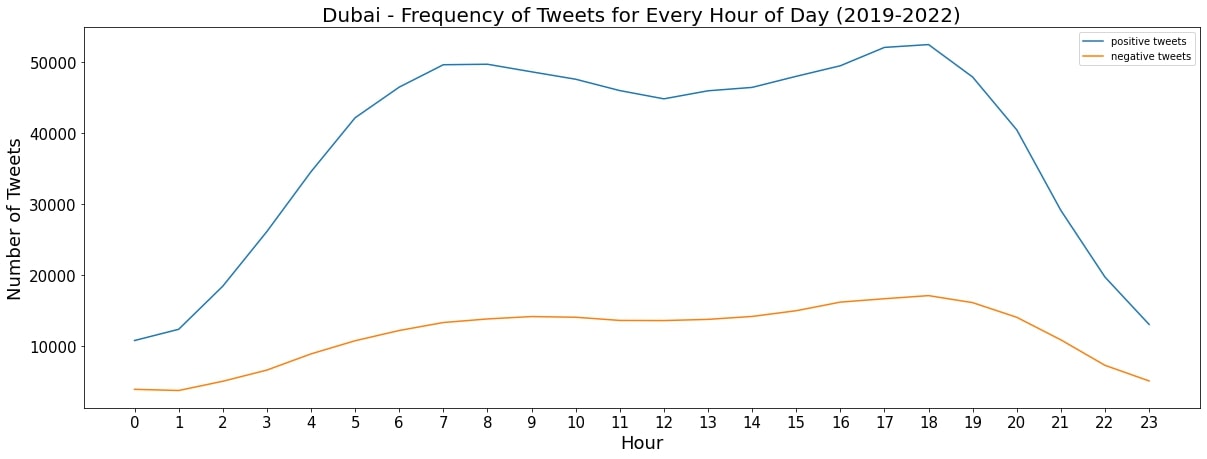 Dubai - Frequency of Tweets for Every Hour of Day (2019-2022)
positive tweets
negative tweets
50000
40000
30000
20000
10000
Number of Tweets
0 1 2 3 4 5 6 7 8 9 10 11 12 13 14 15 16 17 18 19 20 21 22 23
Hour